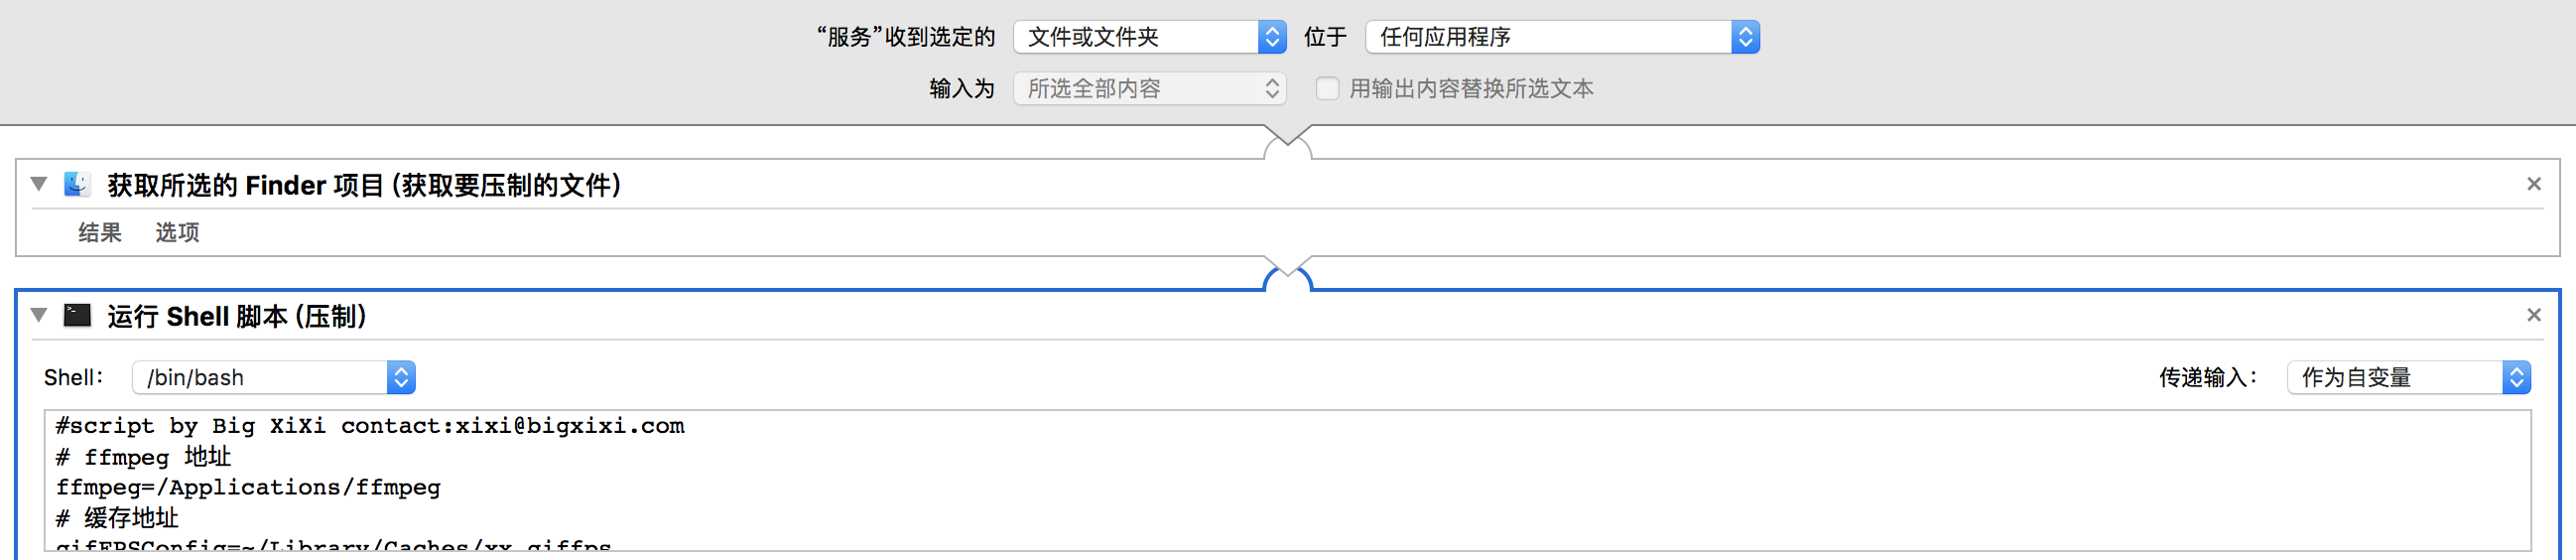 “服务”收到选定的 文件或文件夹 位于 任何应用程序
输入为 所选全部内容 用输出内容替换所选文本
获取所选的 Finder 项目 (获取要压制的文件)
结果 选项
运行 Shell 脚本 (压制)
Shell： /bin/bash 传递输入： 作为自变量
#script by Big XiXi contact:xixi@bigxixi.com
# ffmpeg 地址
ffmpeg=/Applications/ffmpeg
# 缓存地址
gifFPSConfig=~/Library/Caches/xx_giffps